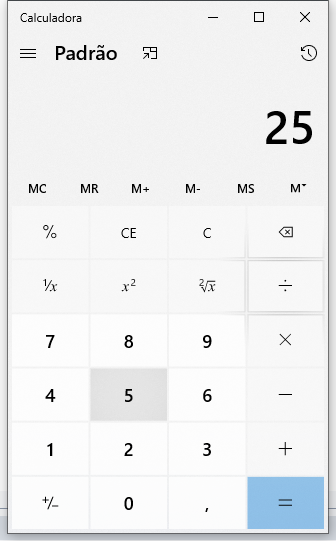 Calculadora
Padrão
25
MC MR M+ M- MS M˅
% CE C
¹/x x² ²√x ÷
7 8 9 ×
4 5 6 −
1 2 3 +
+/− 0 , =